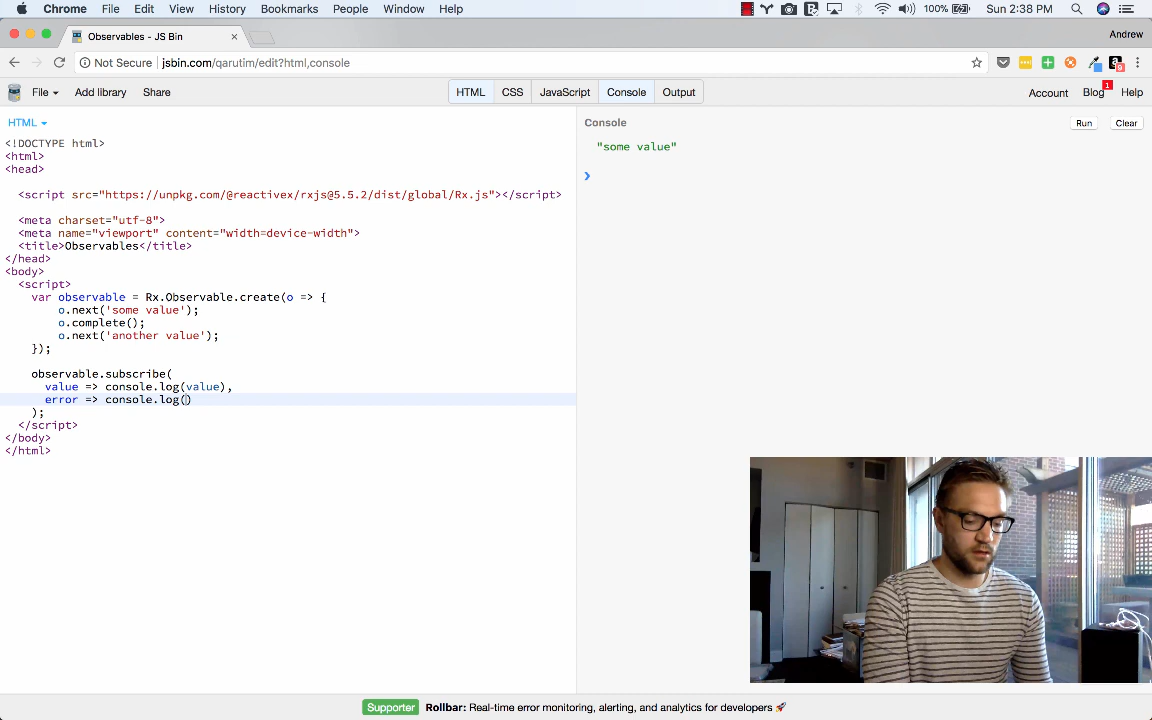 Chrome File Edit View History Bookmarks People Window Help 100% Sun 2:38 PM
Observables - JS Bin Andrew
Not Secure jsbin.com/qarutim/edit?html,console
File Add library Share HTML CSS JavaScript Console Output Account Blog 1 Help
HTML
<!DOCTYPE html>
<html>
<head>
<script src="https://unpkg.com/@reactivex/rxjs@5.5.2/dist/global/Rx.js"></script>
<meta charset="utf-8">
<meta name="viewport" content="width=device-width">
<title>Observables</title>
</head>
<body>
<script>
var observable = Rx.Observable.create(o => {
o.next('some value');
o.complete();
o.next('another value');
});
observable.subscribe(
value => console.log(value),
error => console.log()
);
</script>
</body>
</html>
Console Run Clear
"some value"
Supporter Rollbar: Real-time error monitoring, alerting, and analytics for developers 🚀